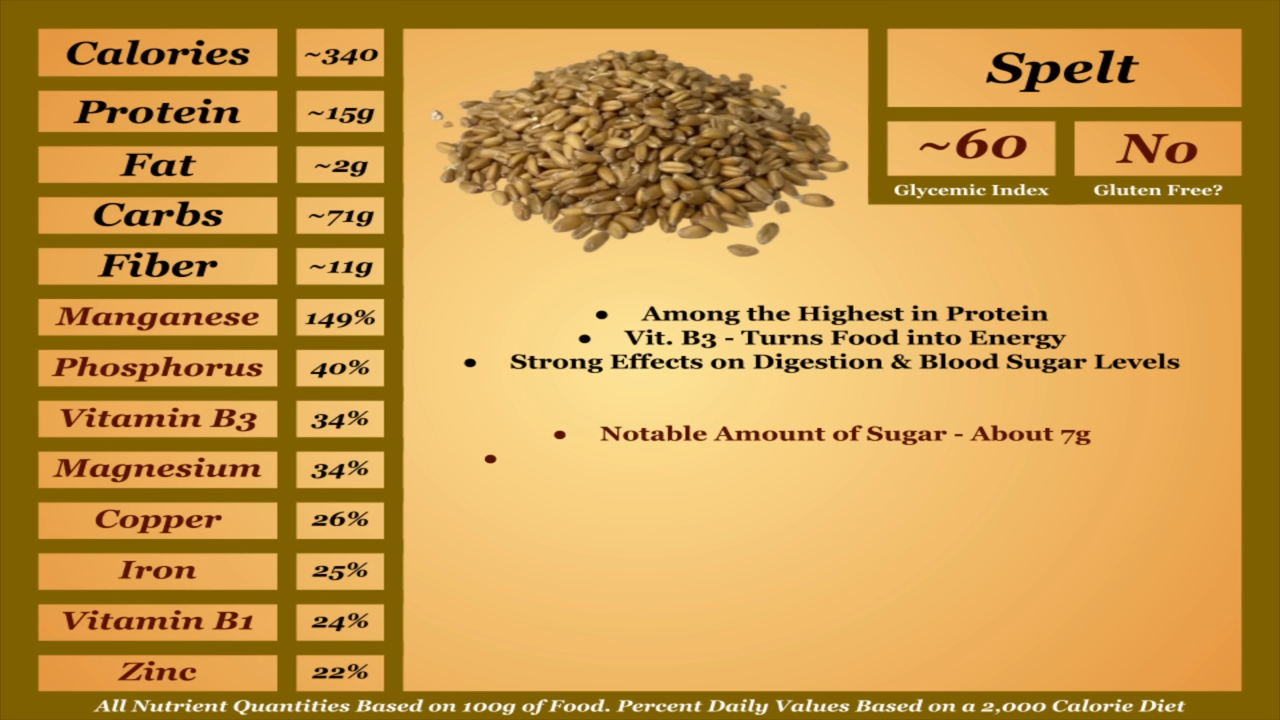 Calories ~340
Protein ~15g
Fat ~2g
Carbs ~71g
Fiber ~11g
Manganese 149%
Phosphorus 40%
Vitamin B3 34%
Magnesium 34%
Copper 26%
Iron 25%
Vitamin B1 24%
Zinc 22%
Spelt
~60 No
Glycemic Index Gluten Free?
• Among the Highest in Protein
• Vit. B3 - Turns Food into Energy
• Strong Effects on Digestion & Blood Sugar Levels
• Notable Amount of Sugar - About 7g
•
All Nutrient Quantities Based on 100g of Food. Percent Daily Values Based on a 2,000 Calorie Diet